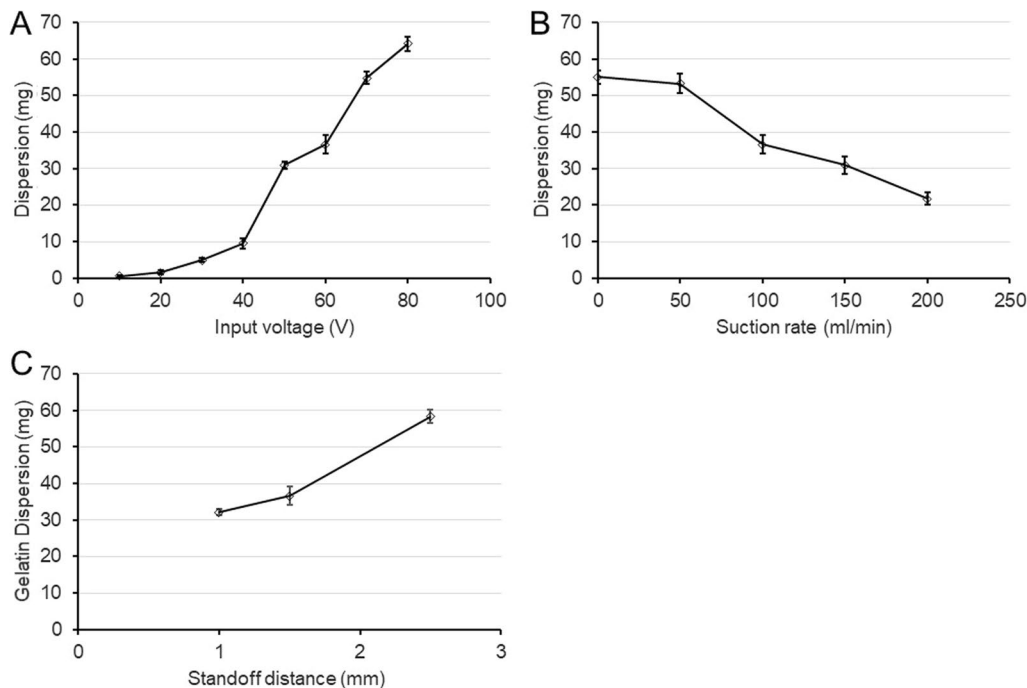 A
Dispersion (mg)
70
60
50
40
30
20
10
0
0 20 40 60 80 100
Input voltage (V)
B
Dispersion (mg)
70
60
50
40
30
20
10
0
0 50 100 150 200 250
Suction rate (ml/min)
C
Gelatin Dispersion (mg)
70
60
50
40
30
20
10
0
0 1 2 3
Standoff distance (mm)